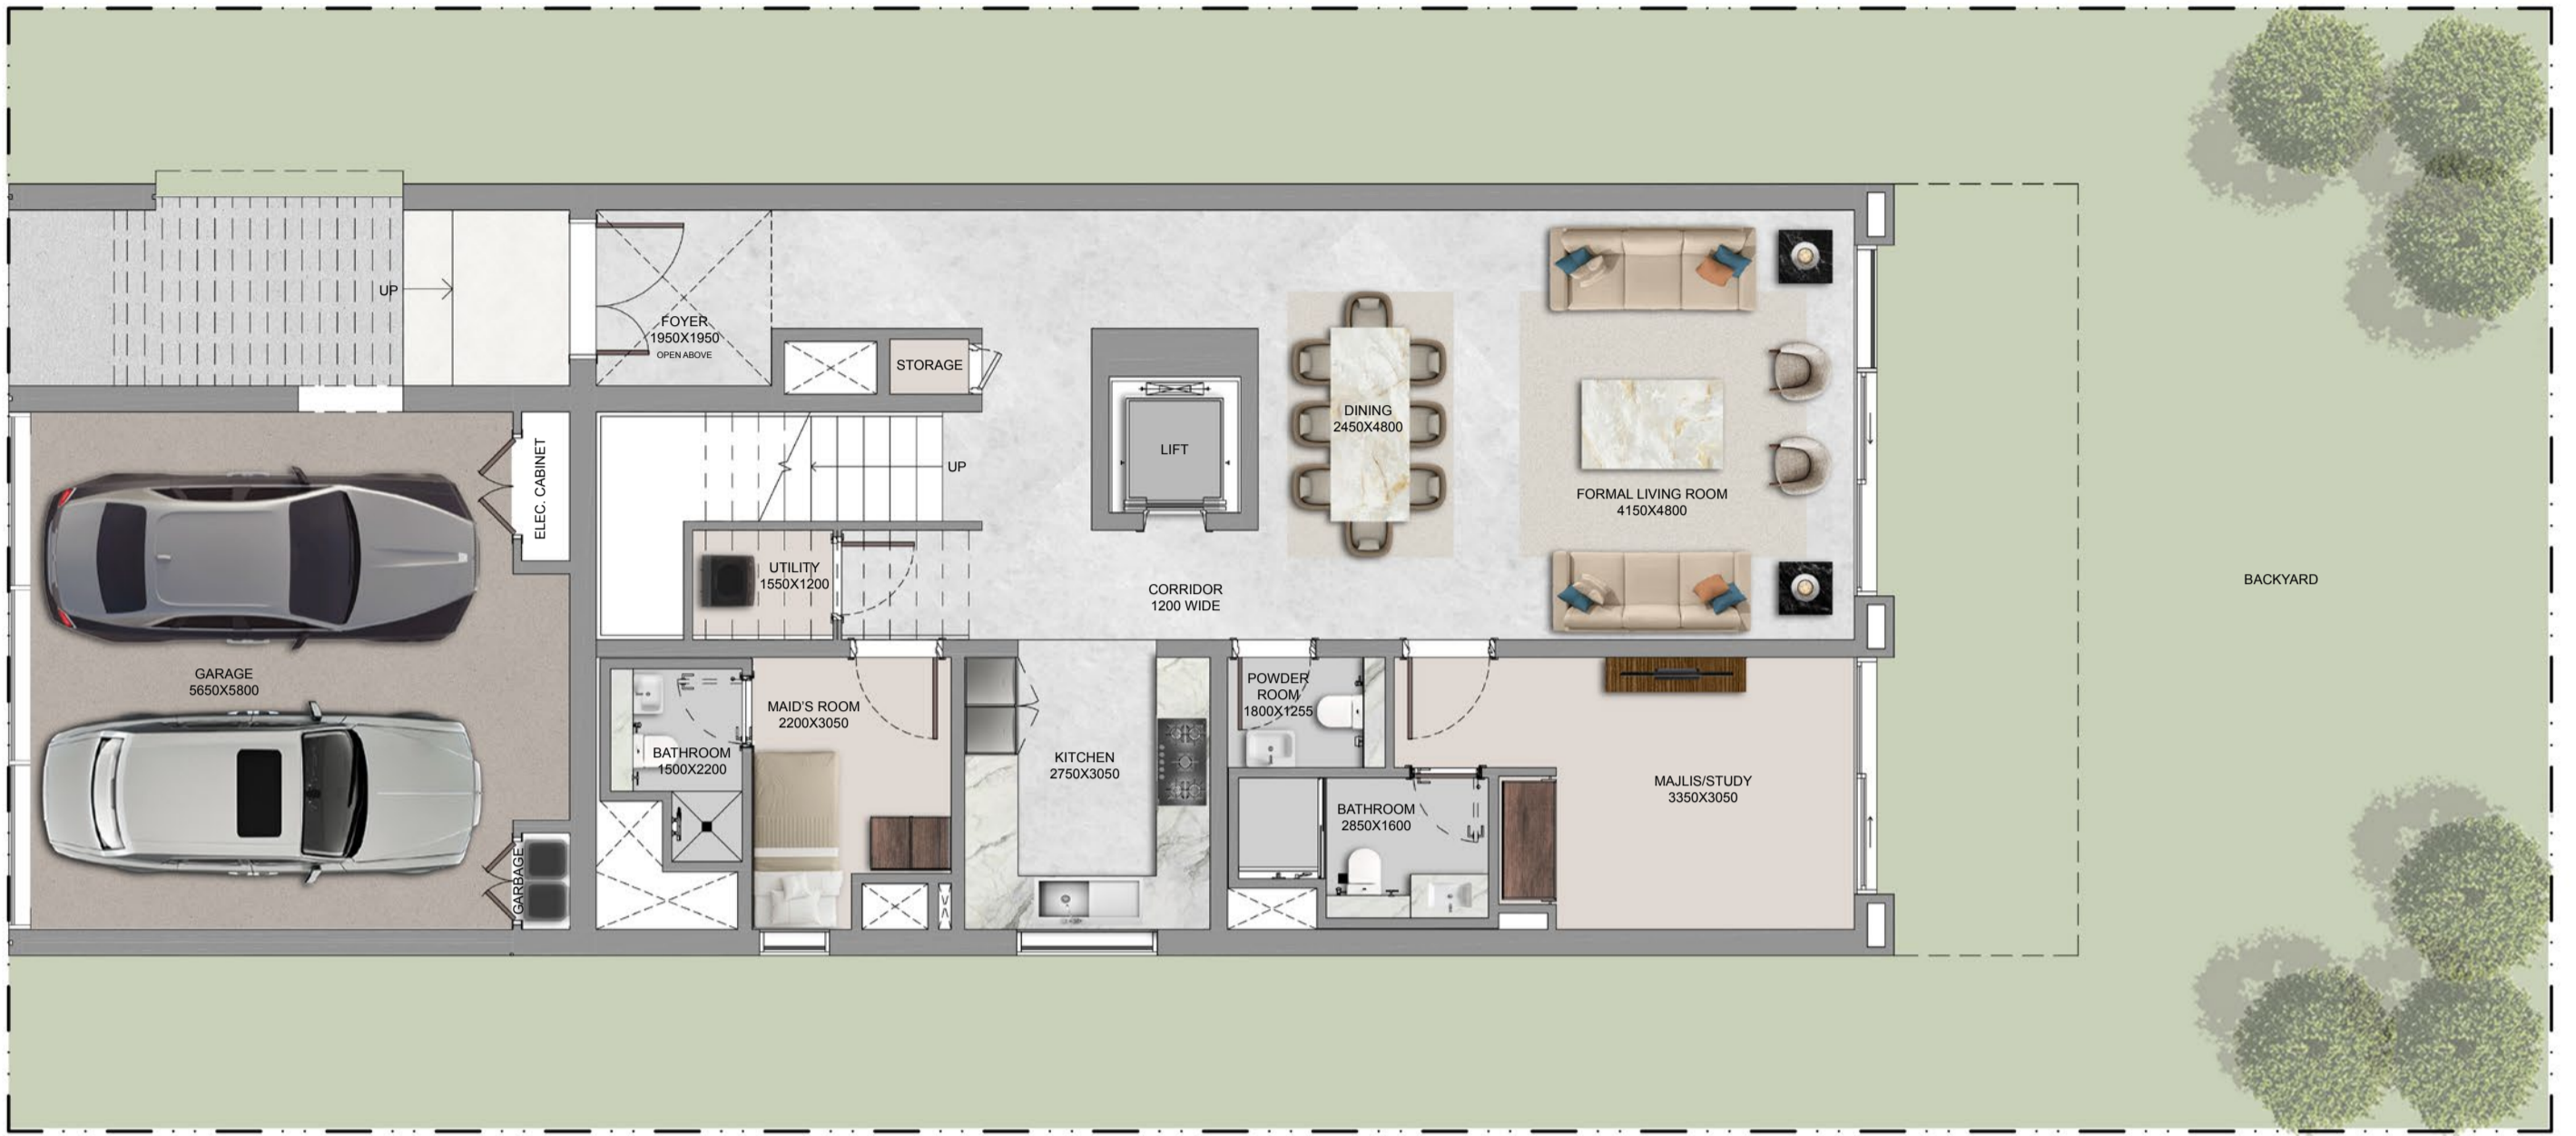 UP
FOYER
1950X1950
OPEN ABOVE
STORAGE
ELEC. CABINET
UP
LIFT
DINING
2450X4800
FORMAL LIVING ROOM
4150X4800
UTILITY
1550X1200
CORRIDOR
1200 WIDE
BACKYARD
GARAGE
5650X5800
GARBAGE
BATHROOM
1500X2200
MAID'S ROOM
2200X3050
KITCHEN
2750X3050
POWDER
ROOM
1800X1255
BATHROOM
2850X1600
MAJLIS/STUDY
3350X3050